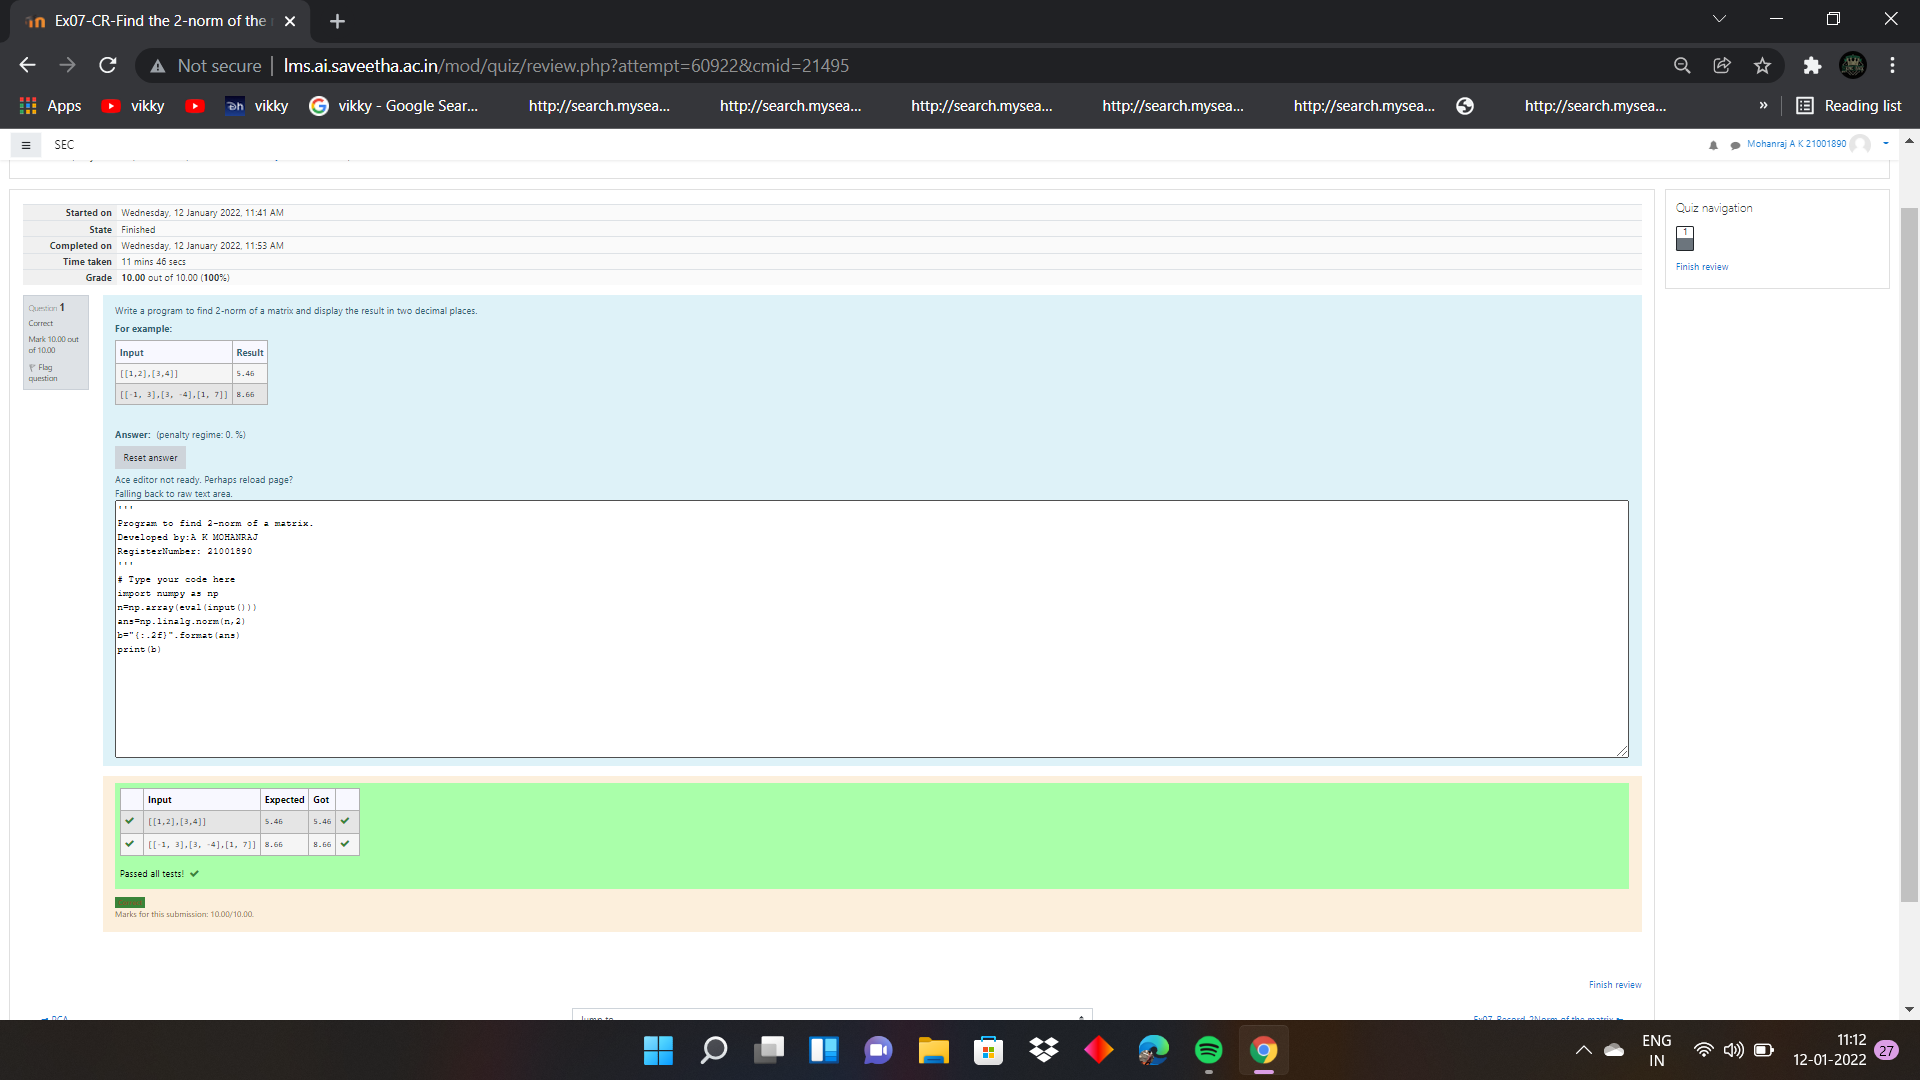 Ex07-CR-Find the 2-norm of the
Not secure | lms.ai.saveetha.ac.in/mod/quiz/review.php?attempt=60922&cmid=21495
Apps vikky vikky vikky - Google Sear... http://search.mysea... http://search.mysea... http://search.mysea... http://search.mysea... http://search.mysea... http://search.mysea... » Reading list
SEC
Mohanraj A K 21001890
Started on Wednesday, 12 January 2022, 11:41 AM
State Finished
Completed on Wednesday, 12 January 2022, 11:53 AM
Time taken 11 mins 46 secs
Grade 10.00 out of 10.00 (100%)
Quiz navigation
1
Finish review
Question 1
Correct
Mark 10.00 out
of 10.00
Flag
question
Write a program to find 2-norm of a matrix and display the result in two decimal places.
For example:
Input Result
[[1,2],[3,4]] 5.46
[[-1, 3],[3, -4],[1, 7]] 8.66
Answer: (penalty regime: 0. %)
Reset answer
Ace editor not ready. Perhaps reload page?
Falling back to raw text area.
'''
Program to find 2-norm of a matrix.
Developed by:A K MOHANRAJ
RegisterNumber: 21001890
'''
# Type your code here
import numpy as np
n=np.array(eval(input()))
ans=np.linalg.norm(n,2)
b="{:.2f}".format(ans)
print(b)
Input Expected Got
[[1,2],[3,4]] 5.46 5.46
[[-1, 3],[3, -4],[1, 7]] 8.66 8.66
Passed all tests!
Marks for this submission: 10.00/10.00.
Finish review
PCA
Jump to...
Ex07-Record-2Norm of the matrix
ENG
IN
11:12
12-01-2022
27